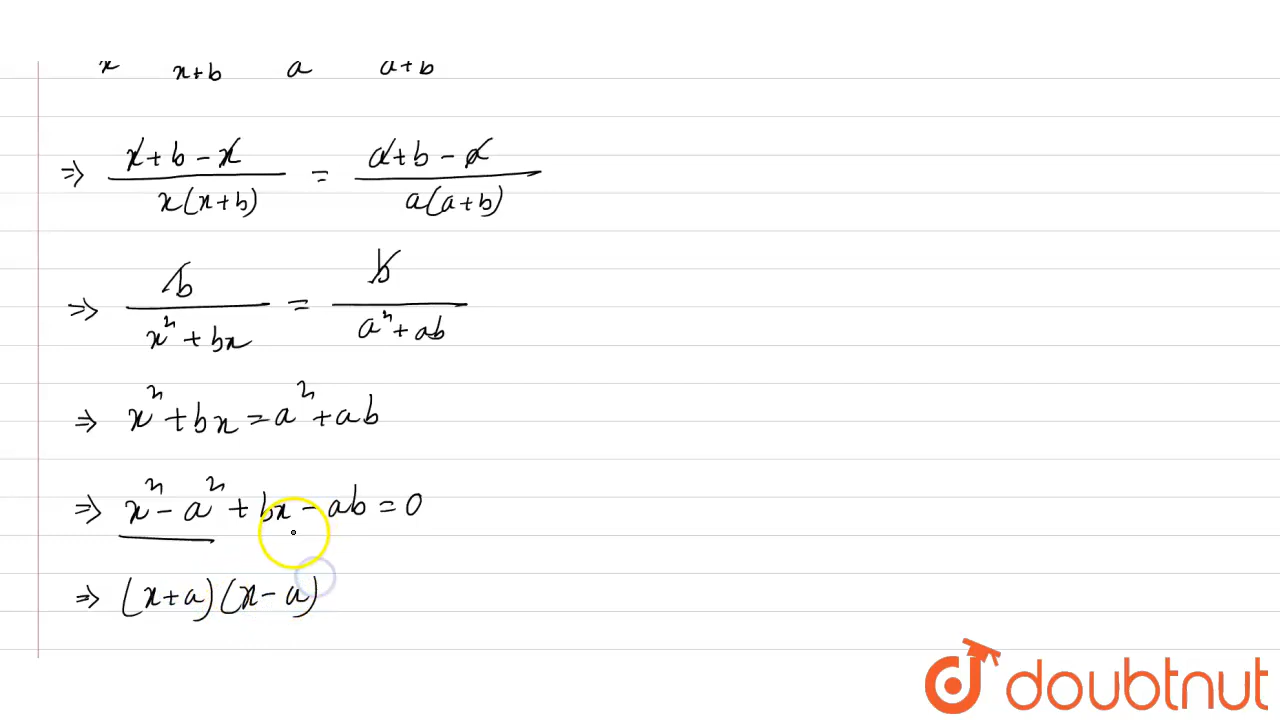 x x+b a a+b
⇒ x+b-x / x(x+b) = a+b-a / a(a+b)
⇒ b / x²+bx = b / a²+ab
⇒ x²+bx=a²+ab
⇒ x²-a²+bx-ab=0
⇒ (x+a)(x-a)
doubtnut